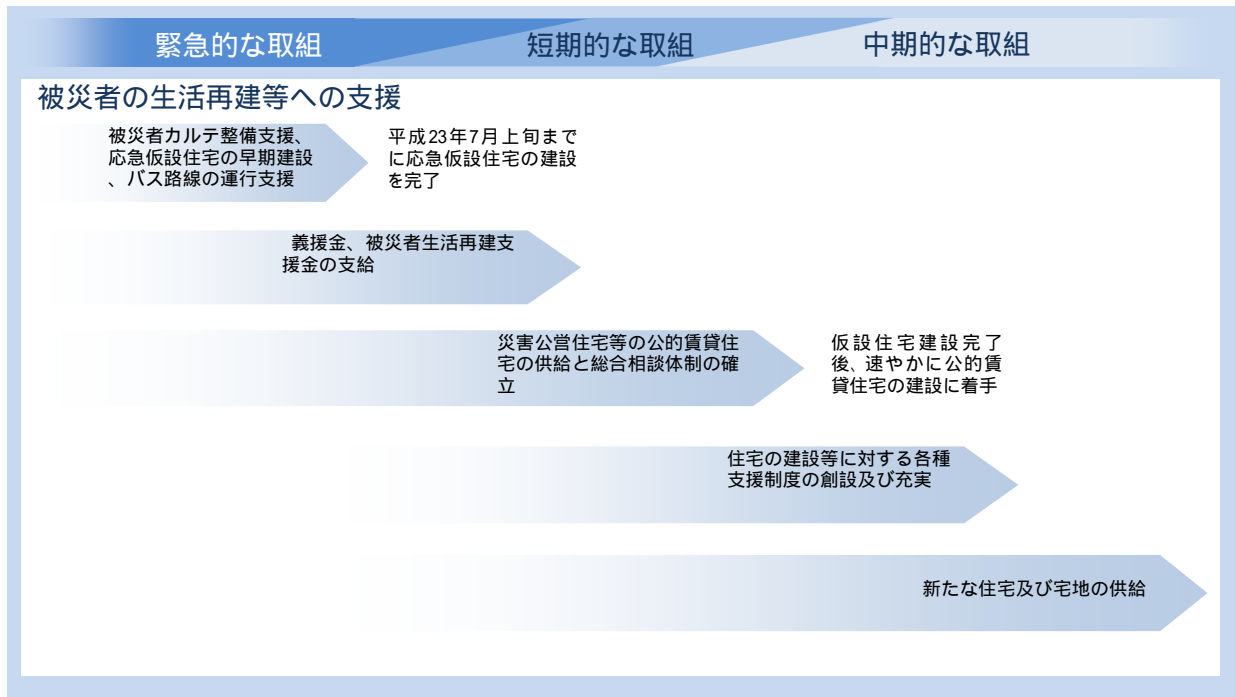 緊急的な取組
短期的な取組
中期的な取組
被災者の生活再建等への支援
被災者カルテ整備支援、
応急仮設住宅の早期建設
、バス路線の運行支援
平成23年7月上旬まで
に応急仮設住宅の建設
を完了
義援金、被災者生活再建支
援金の支給
災害公営住宅等の公的賃貸住
宅の供給と総合相談体制の確
立
仮設住宅建設完了
後、速やかに公的賃
貸住宅の建設に着手
住宅の建設等に対する各種
支援制度の創設及び充実
新たな住宅及び宅地の供給